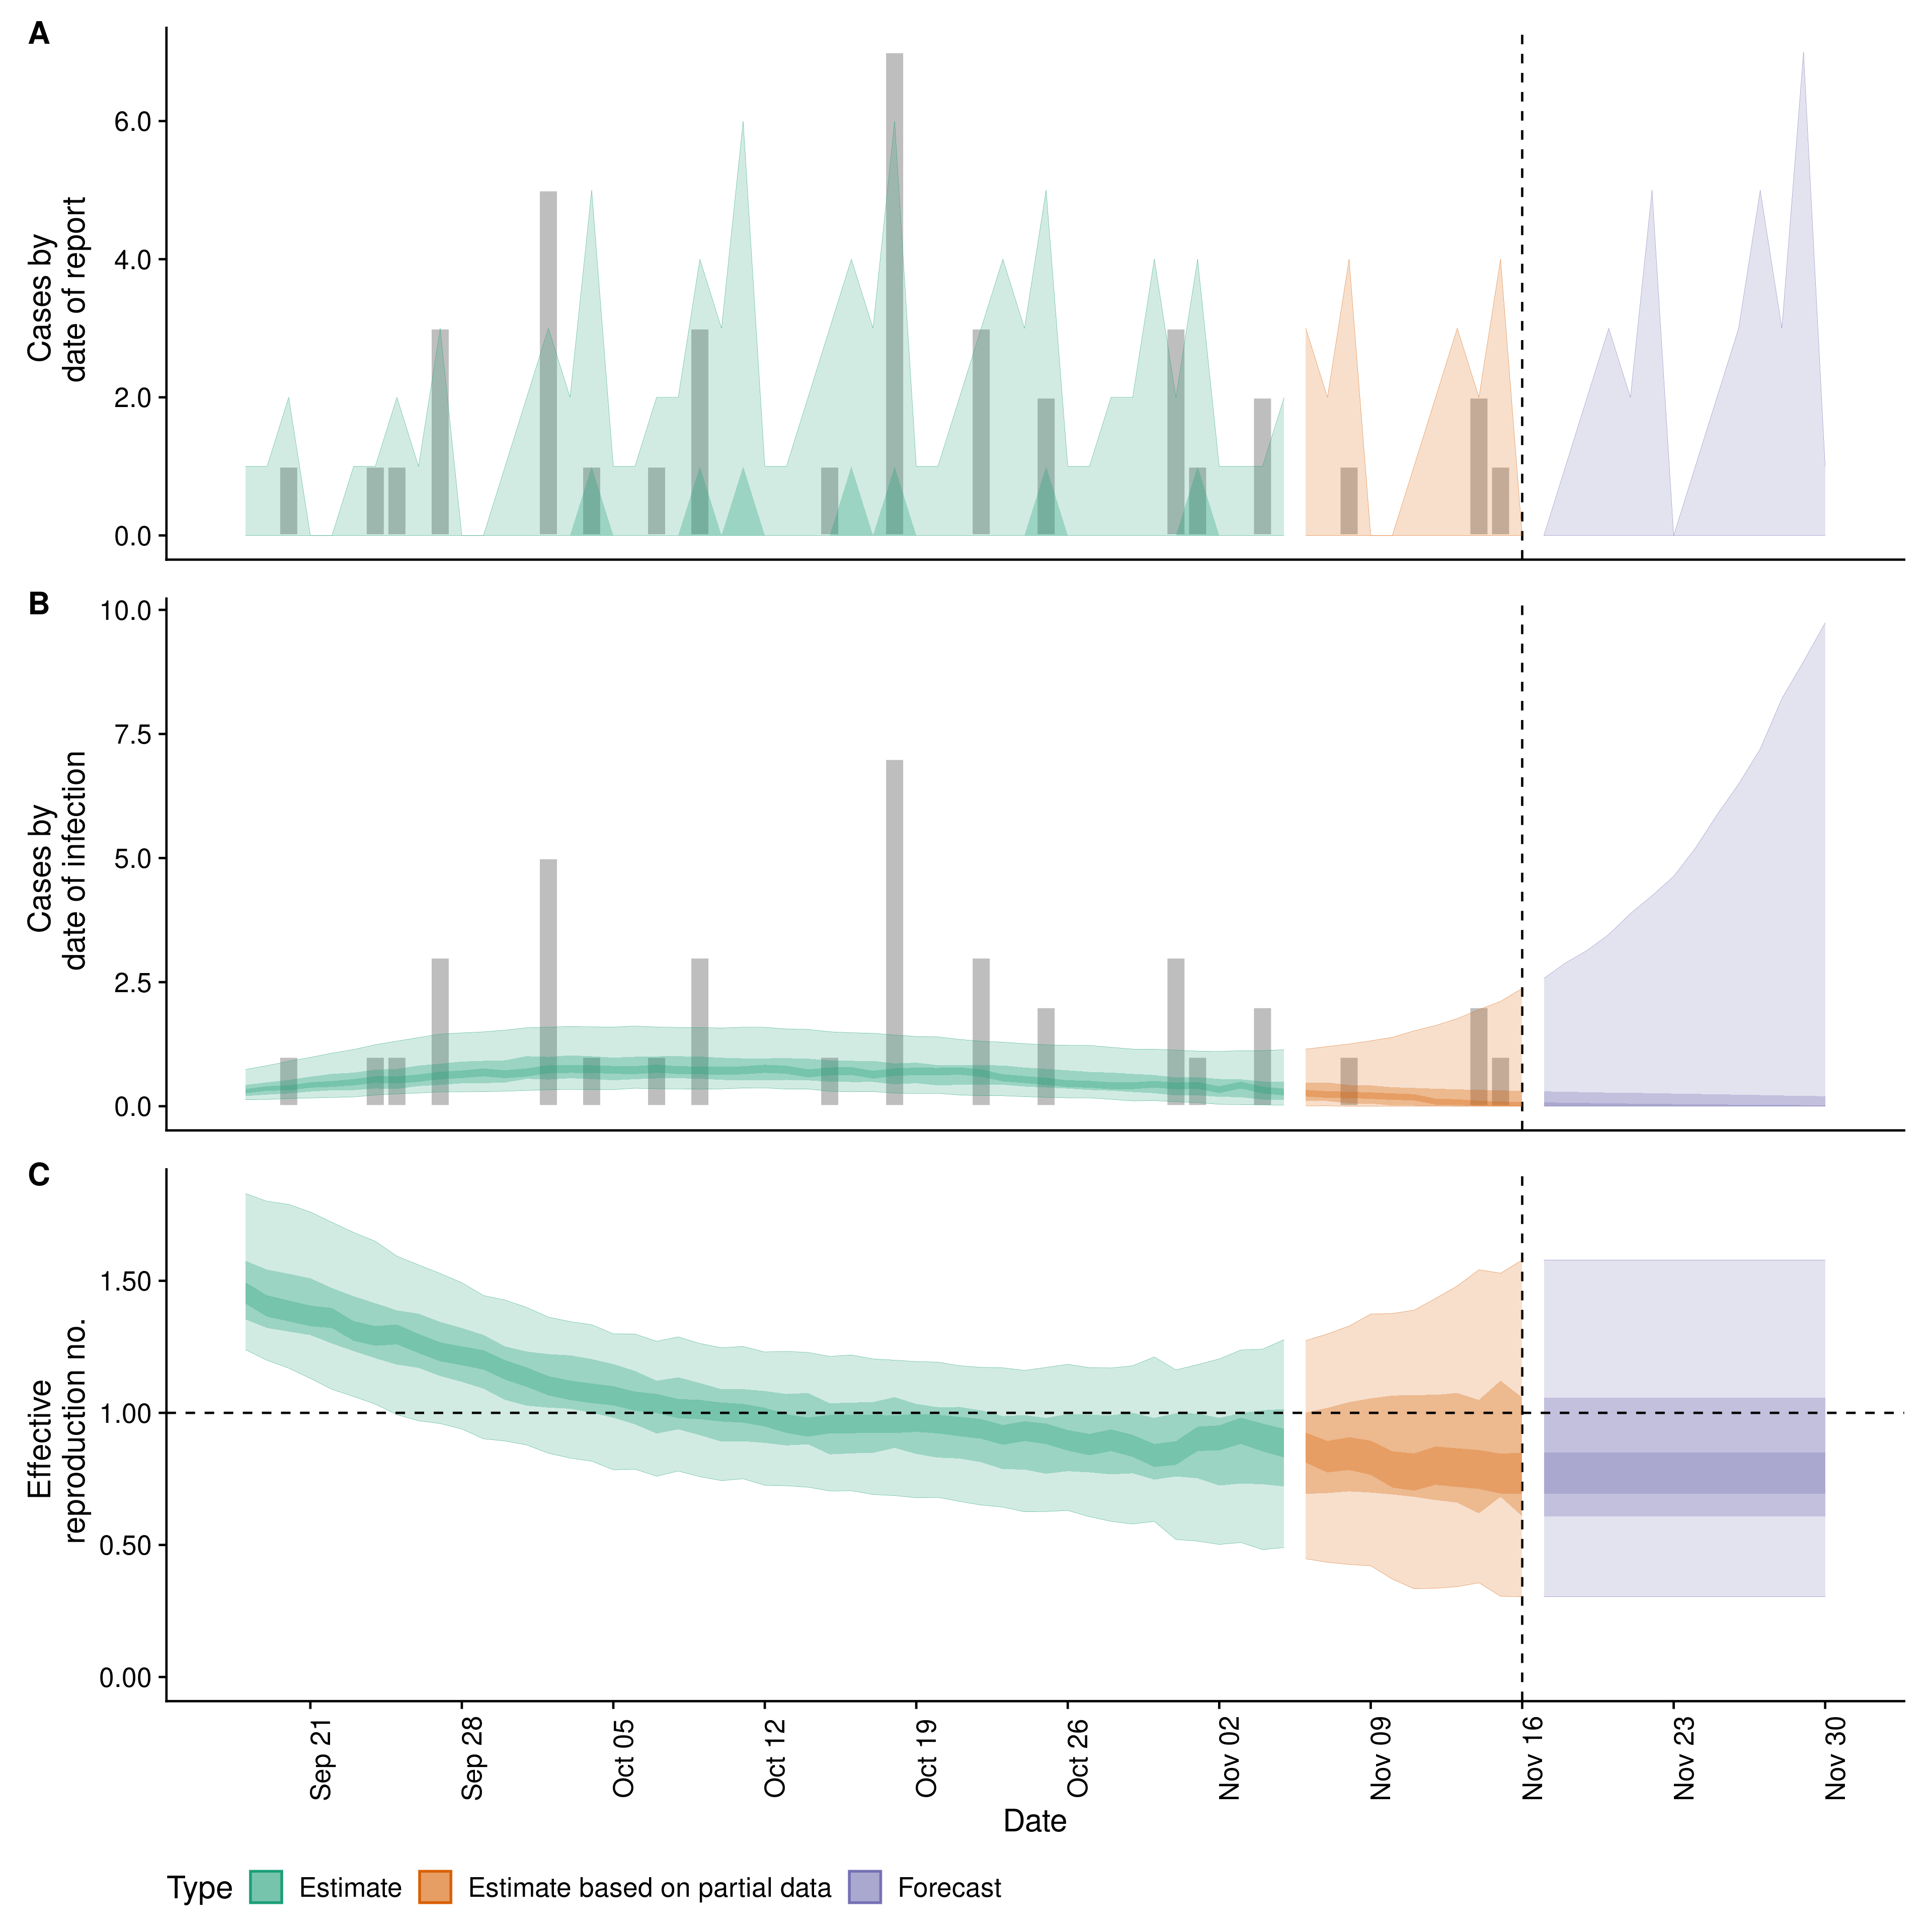 A
Cases by
date of report
6.0
4.0
2.0
0.0
B
Cases by
date of infection
10.0
7.5
5.0
2.5
0.0
C
Effective
reproduction no.
1.50
1.00
0.50
0.00
Sep 21
Sep 28
Oct 05
Oct 12
Oct 19
Oct 26
Nov 02
Nov 09
Nov 16
Nov 23
Nov 30
Date
Type Estimate Estimate based on partial data Forecast